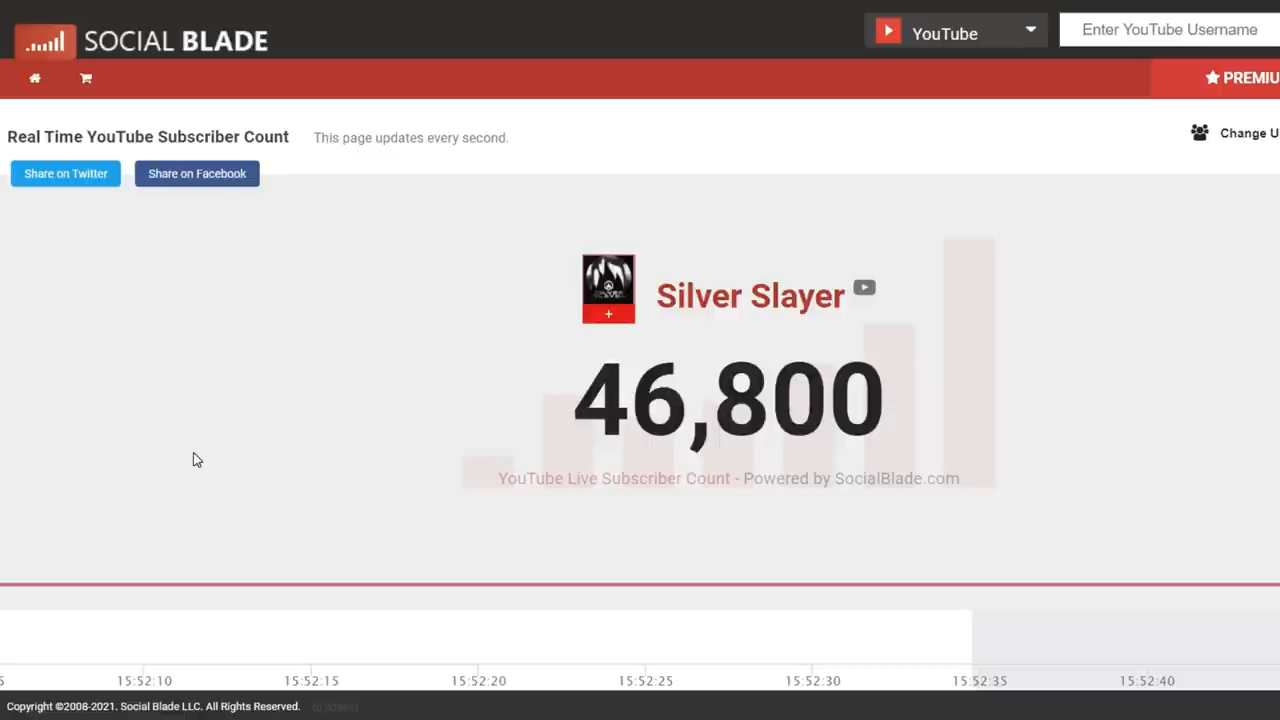 SOCIAL BLADE
YouTube
Enter YouTube Username
PREMIU
Real Time YouTube Subscriber Count
This page updates every second.
Change U
Share on Twitter
Share on Facebook
Silver Slayer
46,800
YouTube Live Subscriber Count - Powered by SocialBlade.com
5
15:52:10
15:52:15
15:52:20
15:52:25
15:52:30
15:52:35
15:52:40
Copyright ©2008-2021. Social Blade LLC. All Rights Reserved.